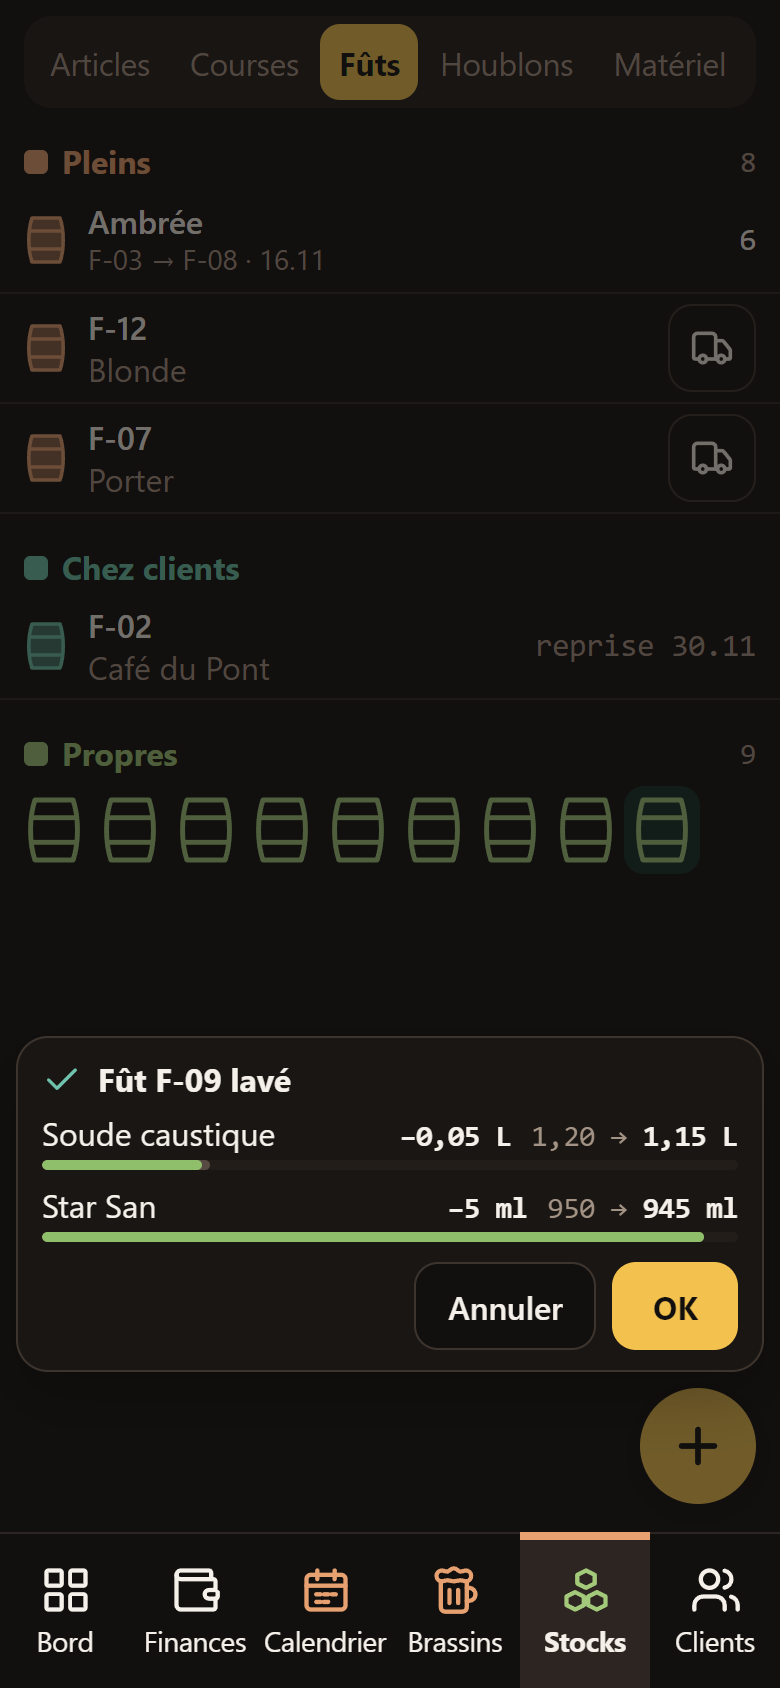 Articles Courses Fûts Houblons Matériel
Pleins 8
Ambrée 6
F-03 → F-08 · 16.11
F-12
Blonde
F-07
Porter
Chez clients
F-02
Café du Pont
reprise 30.11
Propres 9
Fût F-09 lavé
Soude caustique −0,05 L 1,20 → 1,15 L
Star San −5 ml 950 → 945 ml
Annuler OK
Bord Finances Calendrier Brassins Stocks Clients